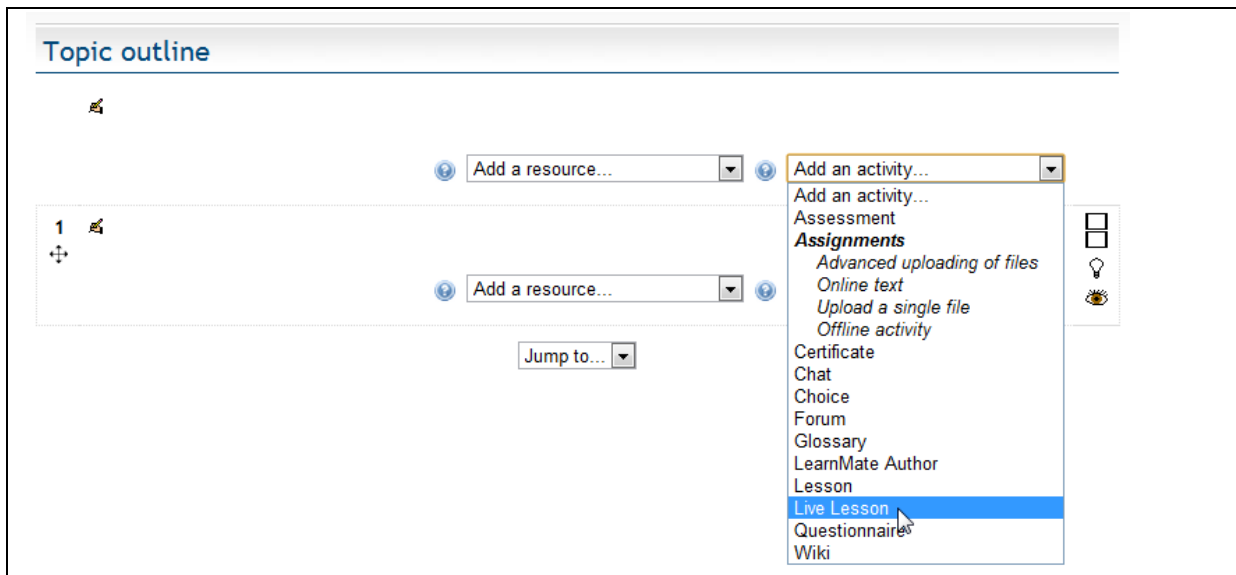 Topic outline
Add a resource... Add an activity...
Add an activity...
Assessment
Assignments
Advanced uploading of files
Online text
Upload a single file
Offline activity
Certificate
Chat
Choice
Forum
Glossary
LearnMate Author
Lesson
Live Lesson
Questionnaire
Wiki
1
Add a resource...
Jump to...